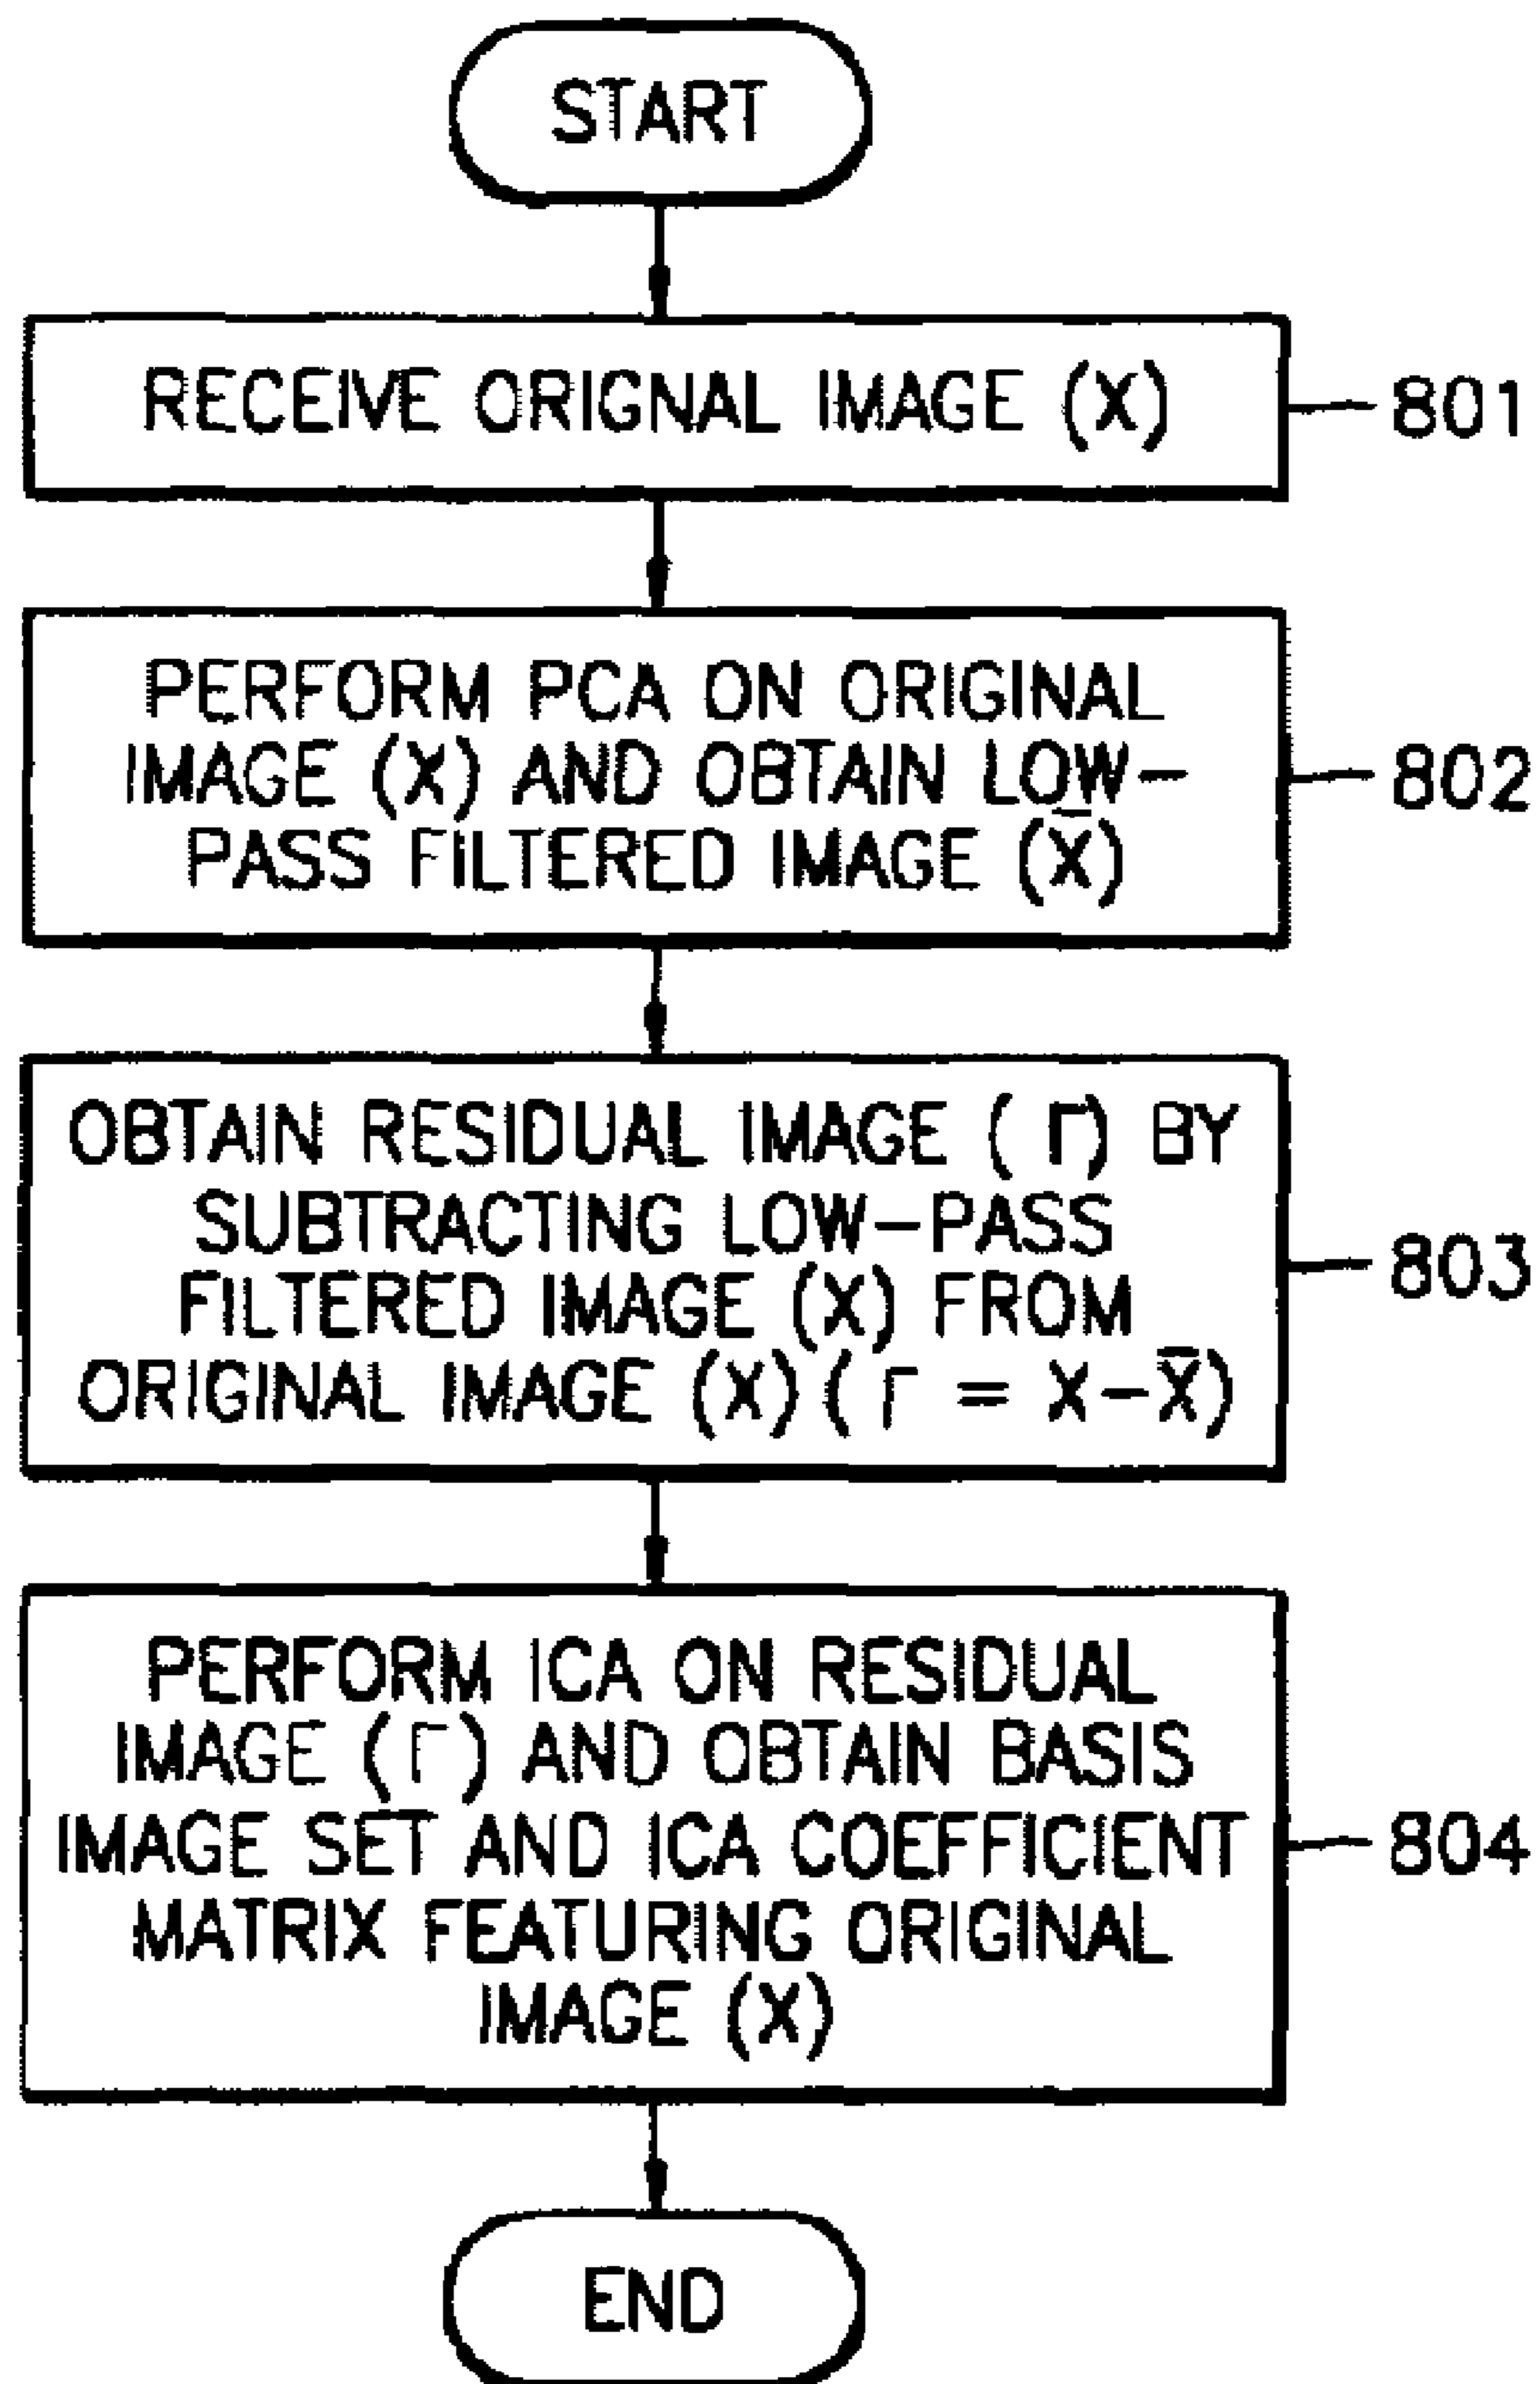 START
RECEIVE ORIGNAL IMAGE (X)
801
PERFORM PCA ON ORIGINAL
IMAGE (X) AND OBTAIN LOW-
PASS FILTERED IMAGE (X̄)
802
OBTAIN RESIDUAL IMAGE (Γ) BY
SUBTRACTING LOW-PASS
FILTERED IMAGE (X) FROM
ORIGINAL IMAGE (X) (Γ = X-X̄)
803
PERFORM ICA ON RESIDUAL
IMAGE (Γ) AND OBTAIN BASIS
IMAGE SET AND ICA COEFFICIENT
MATRIX FEATURING ORIGINAL
IMAGE (X)
804
END